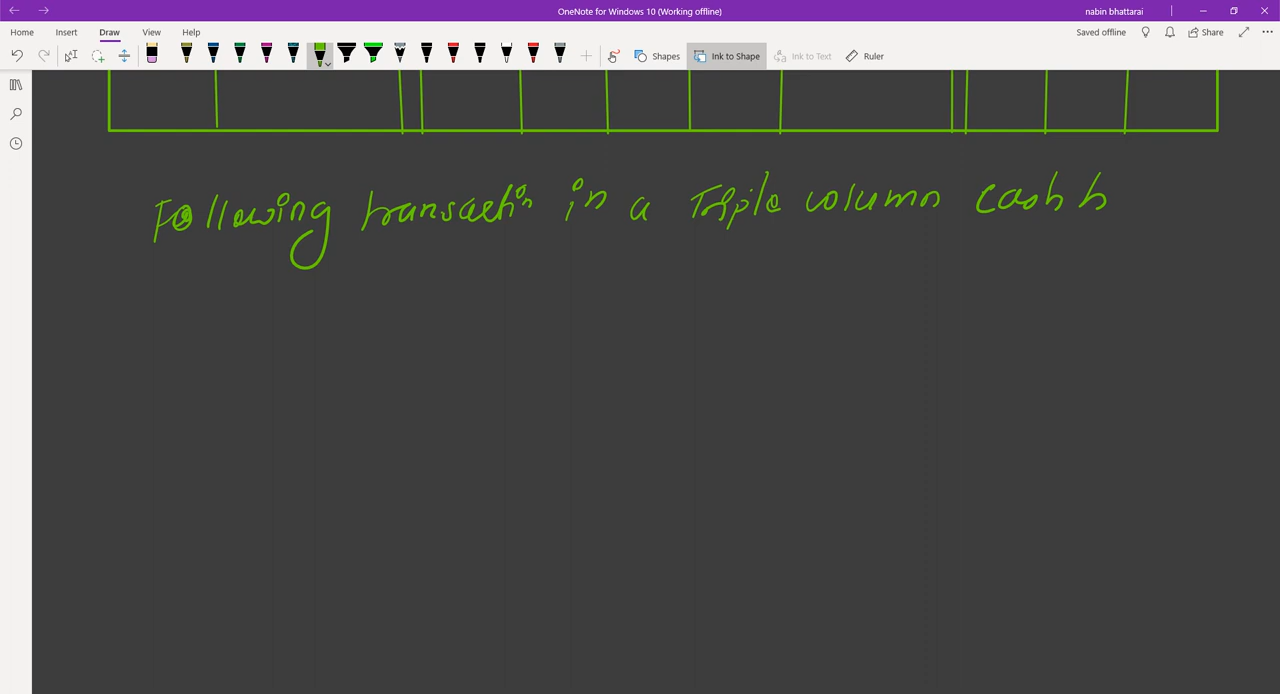 OneNote for Windows 10 (Working offline)
nabin bhattarai
Home Insert Draw View Help
Saved offline
Share
Shapes
Ink to Shape
Ink to Text
Ruler
Following transactin in a Triple column cash b